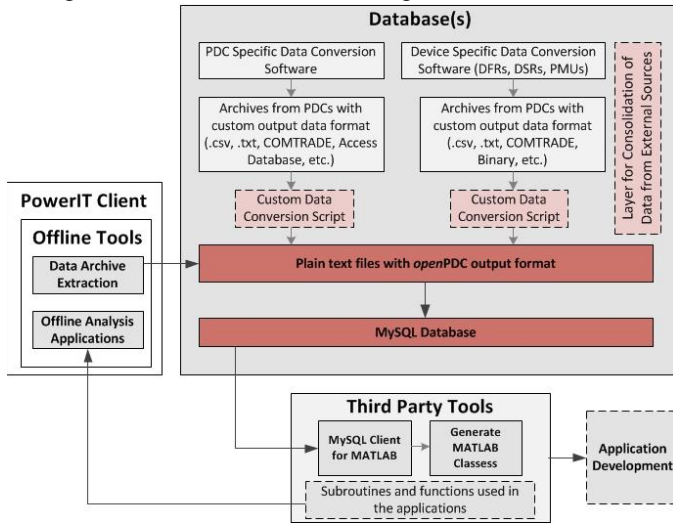 Database(s)
PDC Specific Data Conversion
Software
Device Specific Data Conversion
Software (DFRs, DSRs, PMUs)
Archives from PDCs with
custom output data format
(.csv, .txt, COMTRADE, Access
Database, etc.)
Archives from PDCs with
custom output data format
(.csv, .txt, COMTRADE,
Binary, etc.)
Layer for Consolidation of
Data from External Sources
Custom Data
Conversion Script
Custom Data
Conversion Script
PowerIT Client
Offline Tools
Data Archive
Extraction
Offline Analysis
Applications
Plain text files with openPDC output format
MySQL Database
Third Party Tools
MySQL Client
for MATLAB
Generate
MATLAB
Classess
Subroutines and functions used in
the applications
Application
Development